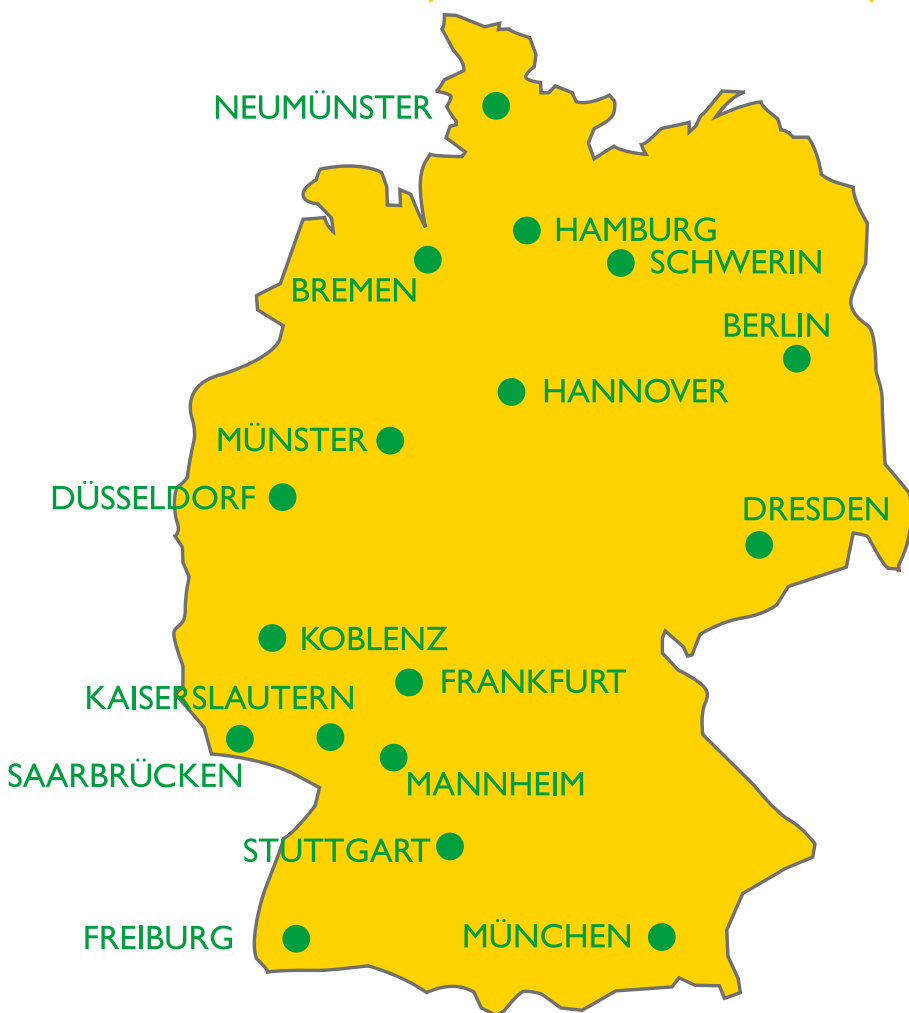 NEUMÜNSTER
HAMBURG
SCHWERIN
BREMEN
BERLIN
HANNOVER
MÜNSTER
DÜSSELDORF
DRESDEN
KOBLENZ
FRANKFURT
KAISERSLAUTERN
SAARBRÜCKEN
MANNHEIM
STUTTGART
FREIBURG
MÜNCHEN